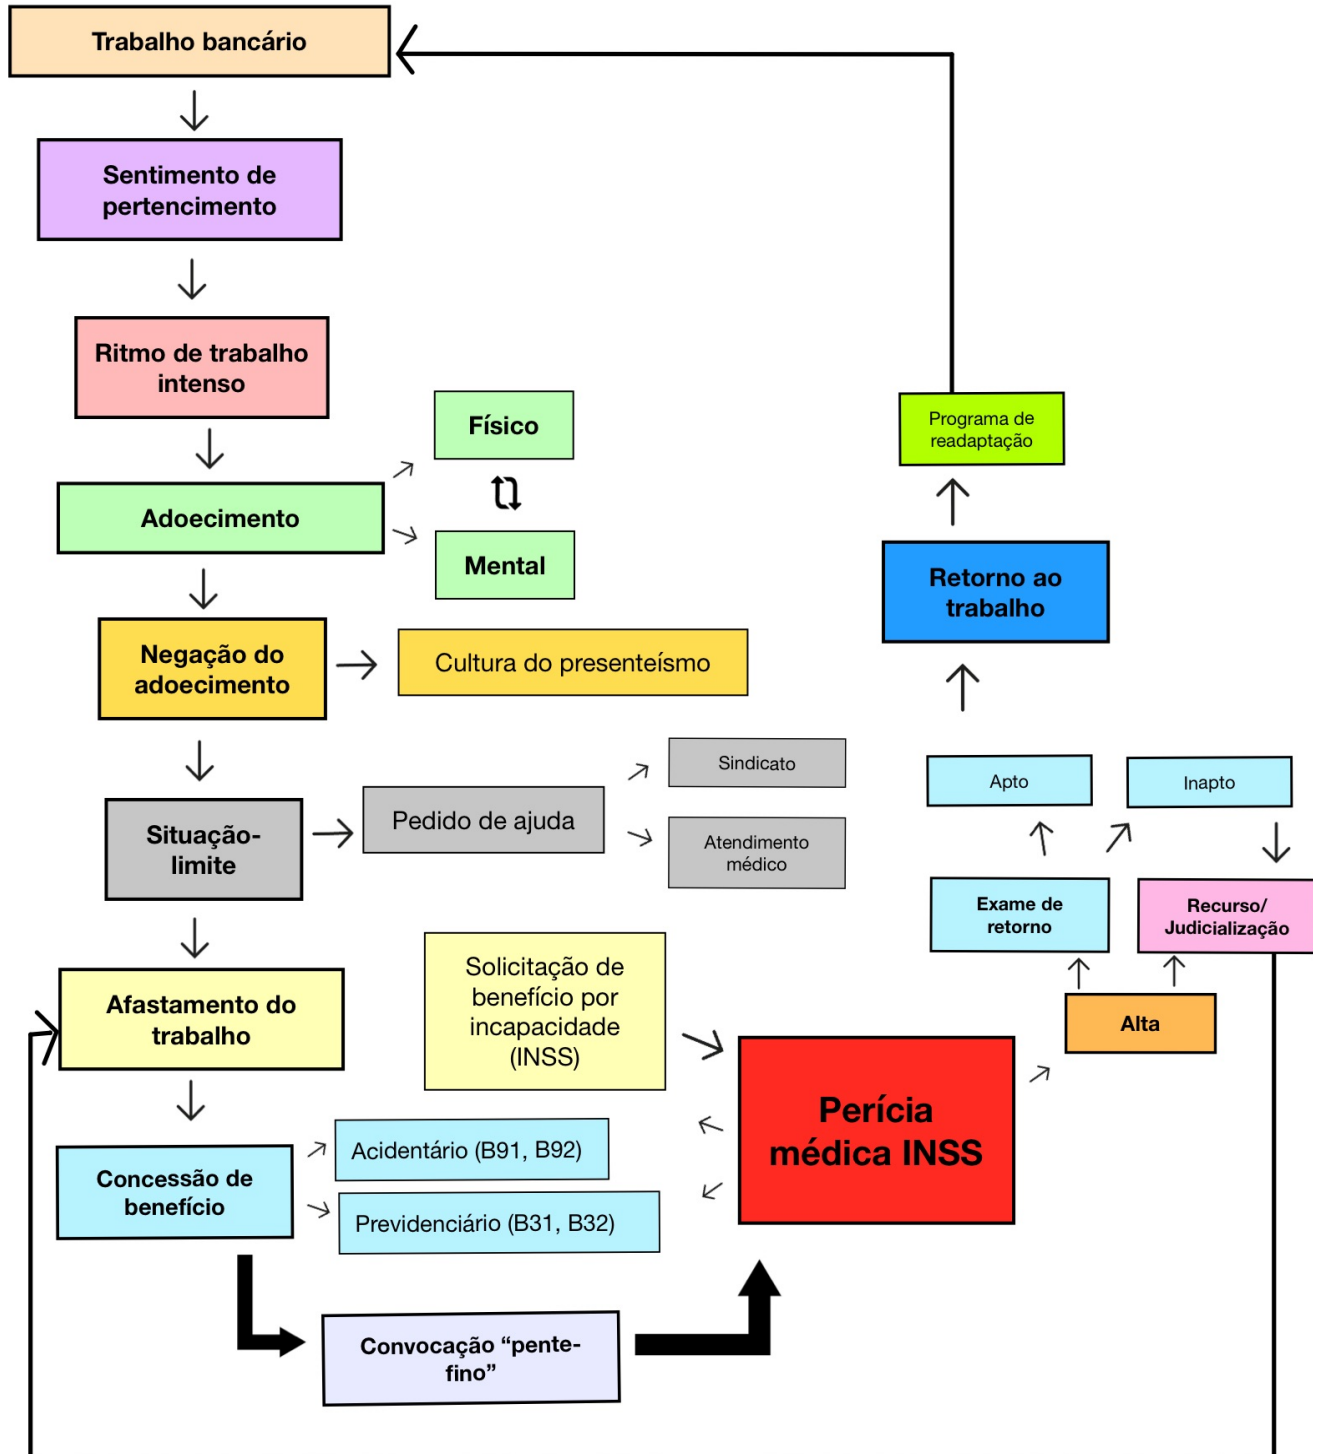 Trabalho bancário
Sentimento de
pertencimento
Ritmo de trabalho
intenso
Adoecimento
Físico
Mental
Negação do
adoecimento
Cultura do presenteísmo
Situação-
limite
Pedido de ajuda
Sindicato
Atendimento
médico
Afastamento do
trabalho
Solicitação de
benefício por
incapacidade
(INSS)
Concessão de
benefício
Acidentário (B91, B92)
Previdenciário (B31, B32)
Convocação “pente-
fino”
Perícia
médica INSS
Alta
Exame de
retorno
Recurso/
Judicialização
Apto
Inapto
Retorno ao
trabalho
Programa de
readaptação